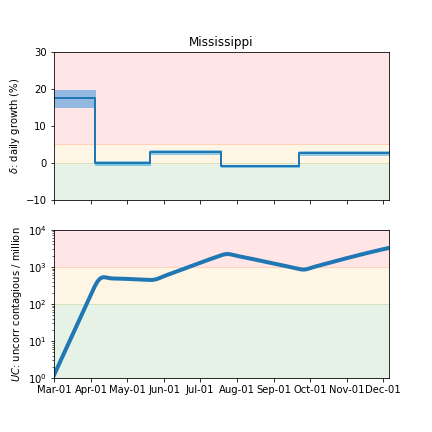 Mississippi
30
20
10
0
−10
δ: daily growth (%)
10⁴
10³
10²
10¹
10⁰
UC: uncorr contagious / million
Mar-01 Apr-01 May-01 Jun-01 Jul-01 Aug-01 Sep-01 Oct-01 Nov-01 Dec-01